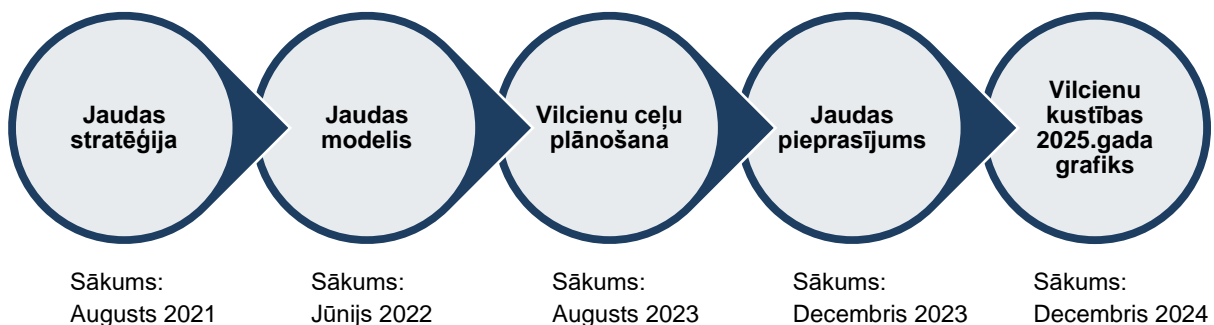 Jaudas
stratēģija
Jaudas
modelis
Vilcienu ceļu
plānošana
Jaudas
pieprasījums
Vilcienu
kustības
2025.gada
grafiks
Sākums:
Augusts 2021
Sākums:
Jūnijs 2022
Sākums:
Augusts 2023
Sākums:
Decembris 2023
Sākums:
Decembris 2024